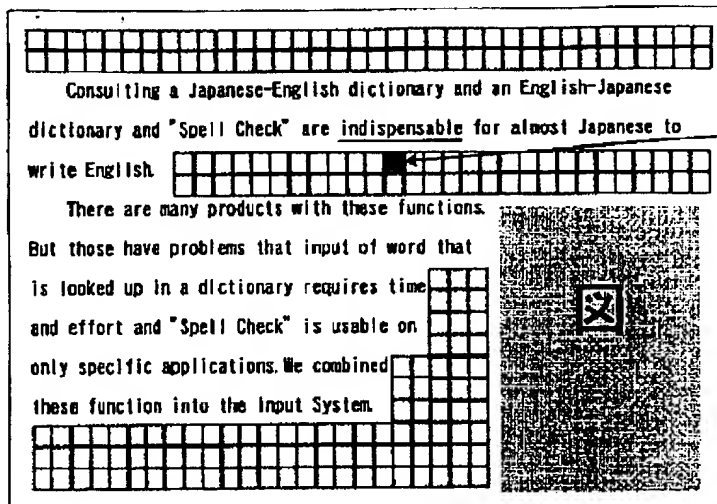 Consulting a Japanese-English dictionary and an English-Japanese
dictionary and "Spell Check" are indispensable for almost Japanese to
write English.
There are many products with these functions.
But those have problems that input of word that
is looked up in a dictionary requires time
and effort and "Spell Check" is usable on
only specific applications. We combined
these function into the Input System.
図